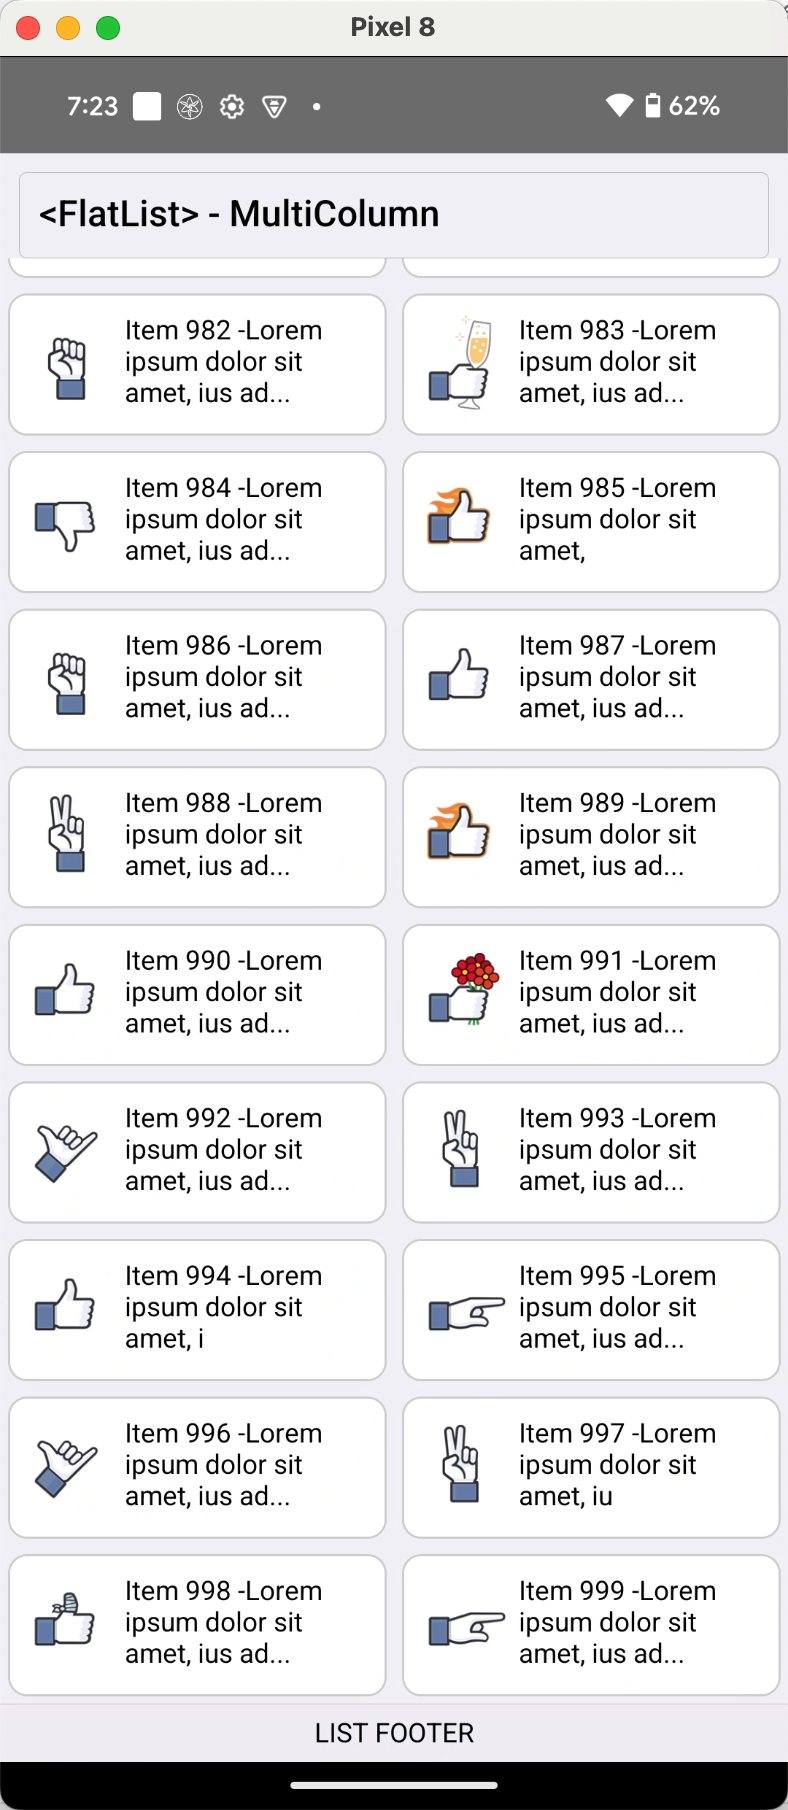 Pixel 8
7:23
62%
<FlatList> - MultiColumn
Item 982 -Lorem
ipsum dolor sit
amet, ius ad...
Item 983 -Lorem
ipsum dolor sit
amet, ius ad...
Item 984 -Lorem
ipsum dolor sit
amet, ius ad...
Item 985 -Lorem
ipsum dolor sit
amet,
Item 986 -Lorem
ipsum dolor sit
amet, ius ad...
Item 987 -Lorem
ipsum dolor sit
amet, ius ad...
Item 988 -Lorem
ipsum dolor sit
amet, ius ad...
Item 989 -Lorem
ipsum dolor sit
amet, ius ad...
Item 990 -Lorem
ipsum dolor sit
amet, ius ad...
Item 991 -Lorem
ipsum dolor sit
amet, ius ad...
Item 992 -Lorem
ipsum dolor sit
amet, ius ad...
Item 993 -Lorem
ipsum dolor sit
amet, ius ad...
Item 994 -Lorem
ipsum dolor sit
amet, i
Item 995 -Lorem
ipsum dolor sit
amet, ius ad...
Item 996 -Lorem
ipsum dolor sit
amet, ius ad...
Item 997 -Lorem
ipsum dolor sit
amet, iu
Item 998 -Lorem
ipsum dolor sit
amet, ius ad...
Item 999 -Lorem
ipsum dolor sit
amet, ius ad...
LIST FOOTER